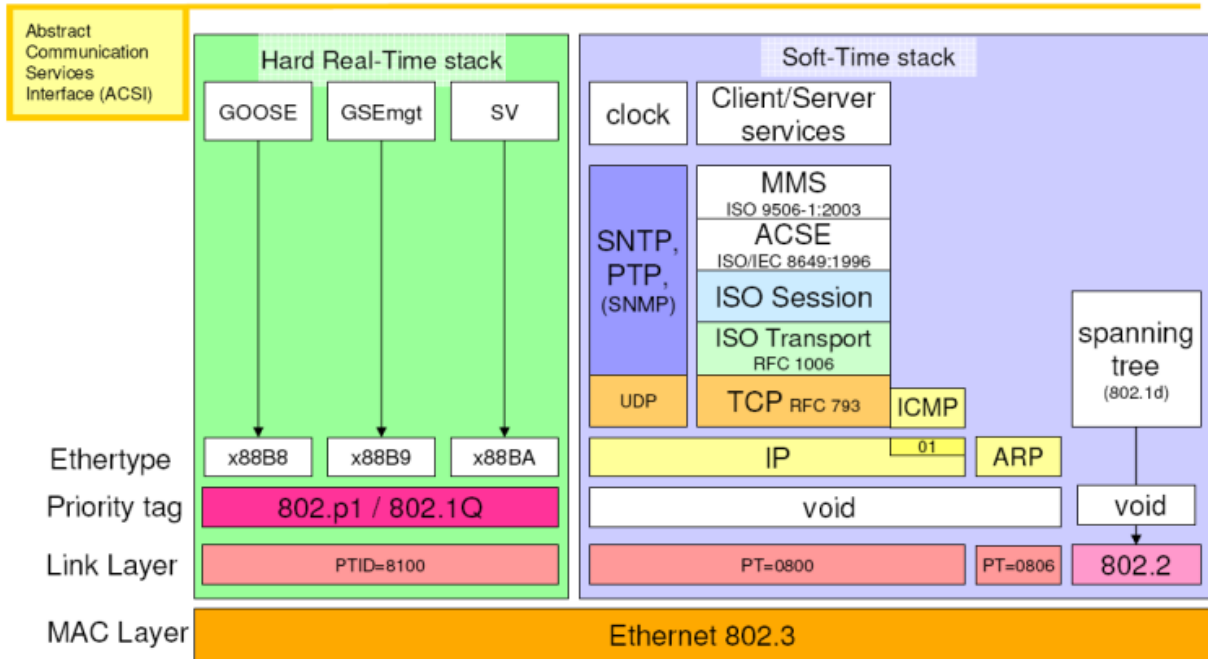 Abstract
Communication
Services
Interface (ACSI)
Hard Real-Time stack
Soft-Time stack
GOOSE
GSEmgt
SV
clock
Client/Server
services
SNTP,
PTP,
(SNMP)
MMS
ISO 9506-1:2003
ACSE
ISO/IEC 8649:1996
ISO Session
ISO Transport
RFC 1006
spanning
tree
(802.1d)
UDP
TCP RFC 793
ICMP
Ethertype
x88B8
x88B9
x88BA
IP
01
ARP
Priority tag
802.p1 / 802.1Q
void
void
Link Layer
PTID=8100
PT=0800
PT=0806
802.2
MAC Layer
Ethernet 802.3